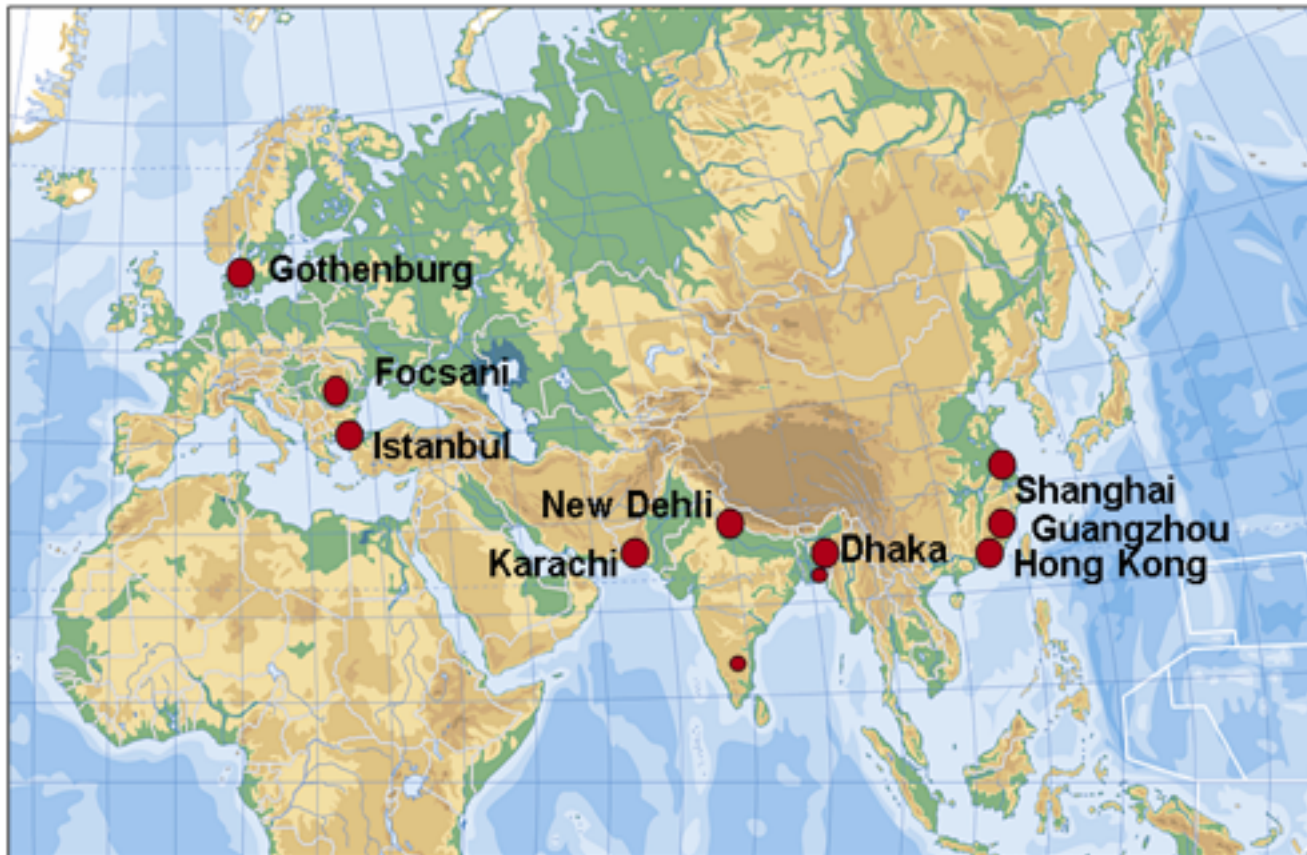 Gothenburg
Focsani
Istanbul
New Dehli
Karachi
Dhaka
Shanghai
Guangzhou
Hong Kong